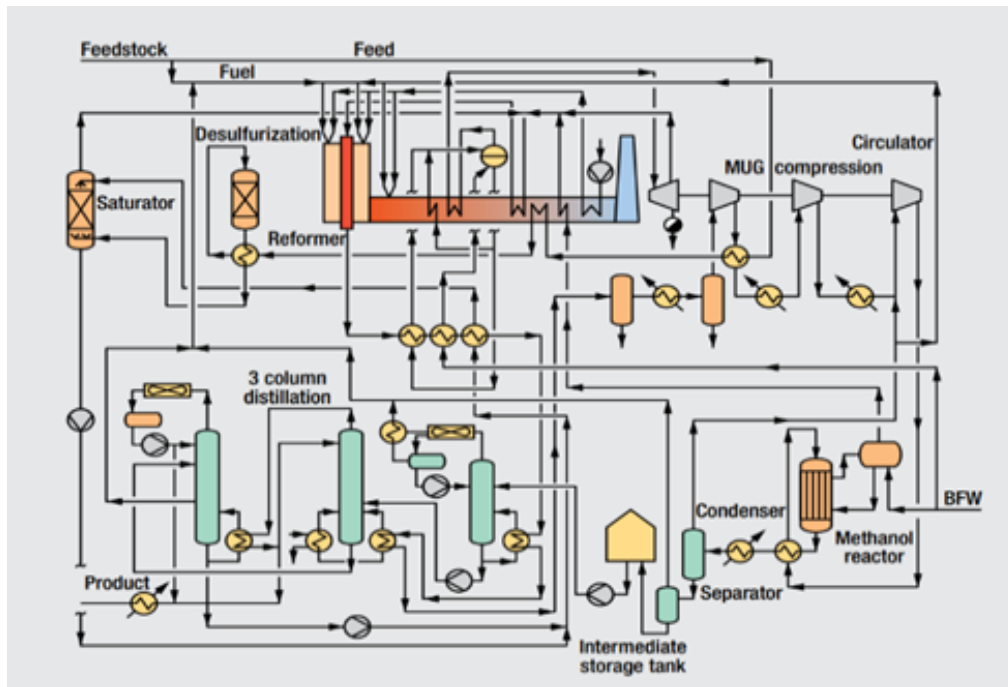 Feedstock
Feed
Fuel
Desulfurization
Circulator
MUG compression
Saturator
Reformer
3 column
distillation
Condenser
BFW
Methanol
reactor
Product
Separator
Intermediate
storage tank